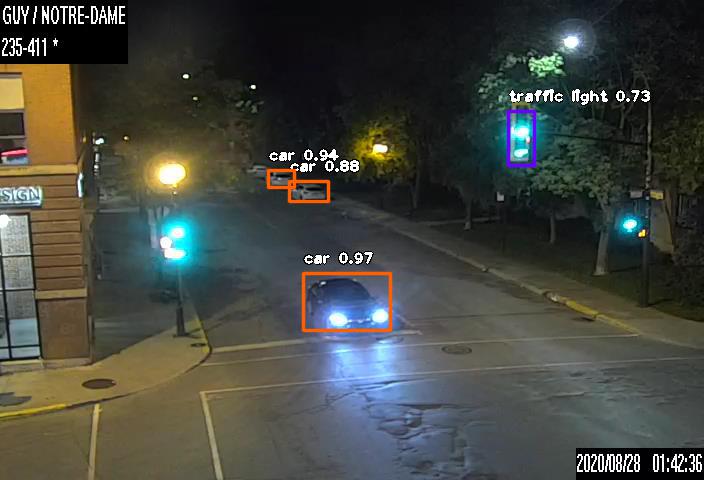 GUY / NOTRE-DAME
235-411 *
traffic light 0.73
car 0.94
car 0.88
SIGN
car 0.97
2020/08/28 01:42:36